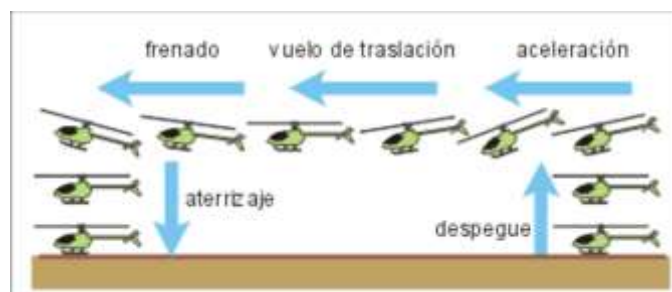 frenado
vuelo de traslación
aceleración
aterrizaje
despegue